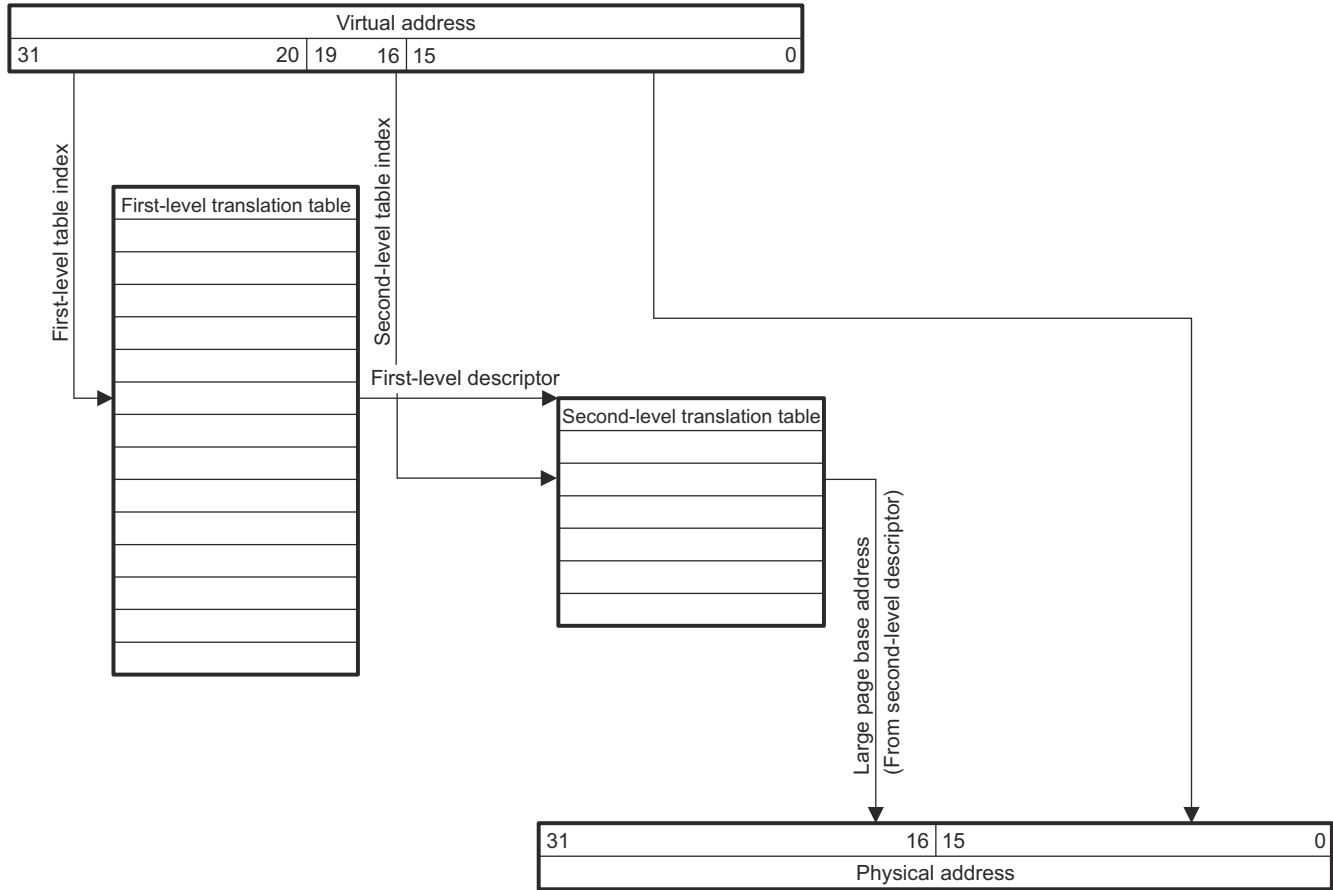 Virtual address
31 20 19 16 15 0
First-level table index
Second-level table index
First-level translation table
First-level descriptor
Second-level translation table
Large page base address
(From second-level descriptor)
31 16 15 0
Physical address